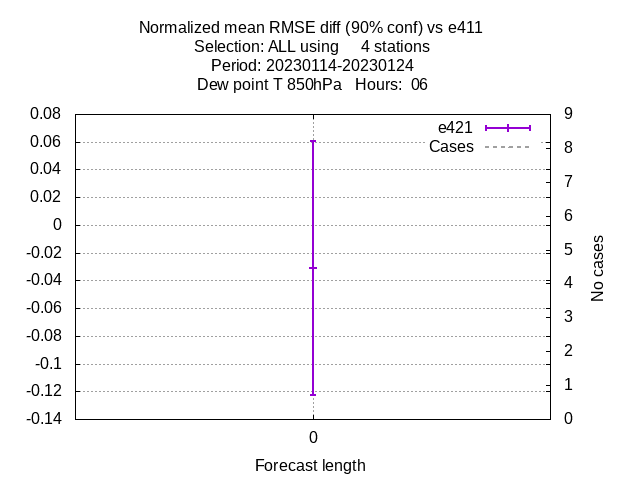 Normalized mean RMSE diff (90% conf) vs e411
Selection: ALL using     4 stations
Period: 20230114-20230124
Dew point T 850hPa   Hours:  06
0.08
0.06
0.04
0.02
0
-0.02
-0.04
-0.06
-0.08
-0.1
-0.12
-0.14
e421
Cases
9
8
7
6
5
4
3
2
1
0
No cases
0
Forecast length